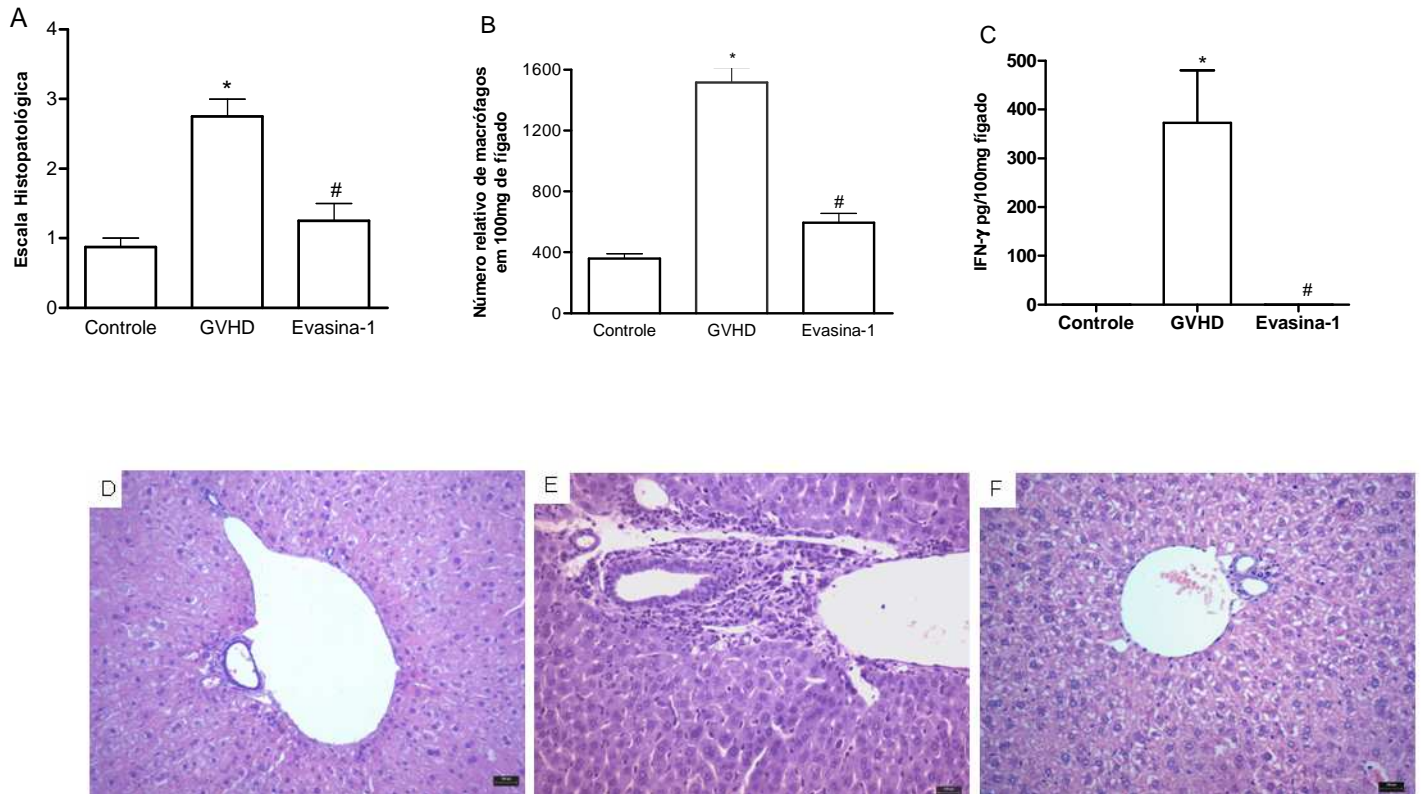 A
Escala Histopatológica
4
3
2
1
0
*
#
Controle
GVHD
Evasina-1
B
Número relativo de macrófagos
em 100mg de fígado
1600
1200
800
400
0
*
#
Controle
GVHD
Evasina-1
C
IFN-γ pg/100mg fígado
500
400
300
200
100
0
*
#
Controle
GVHD
Evasina-1
D
E
F